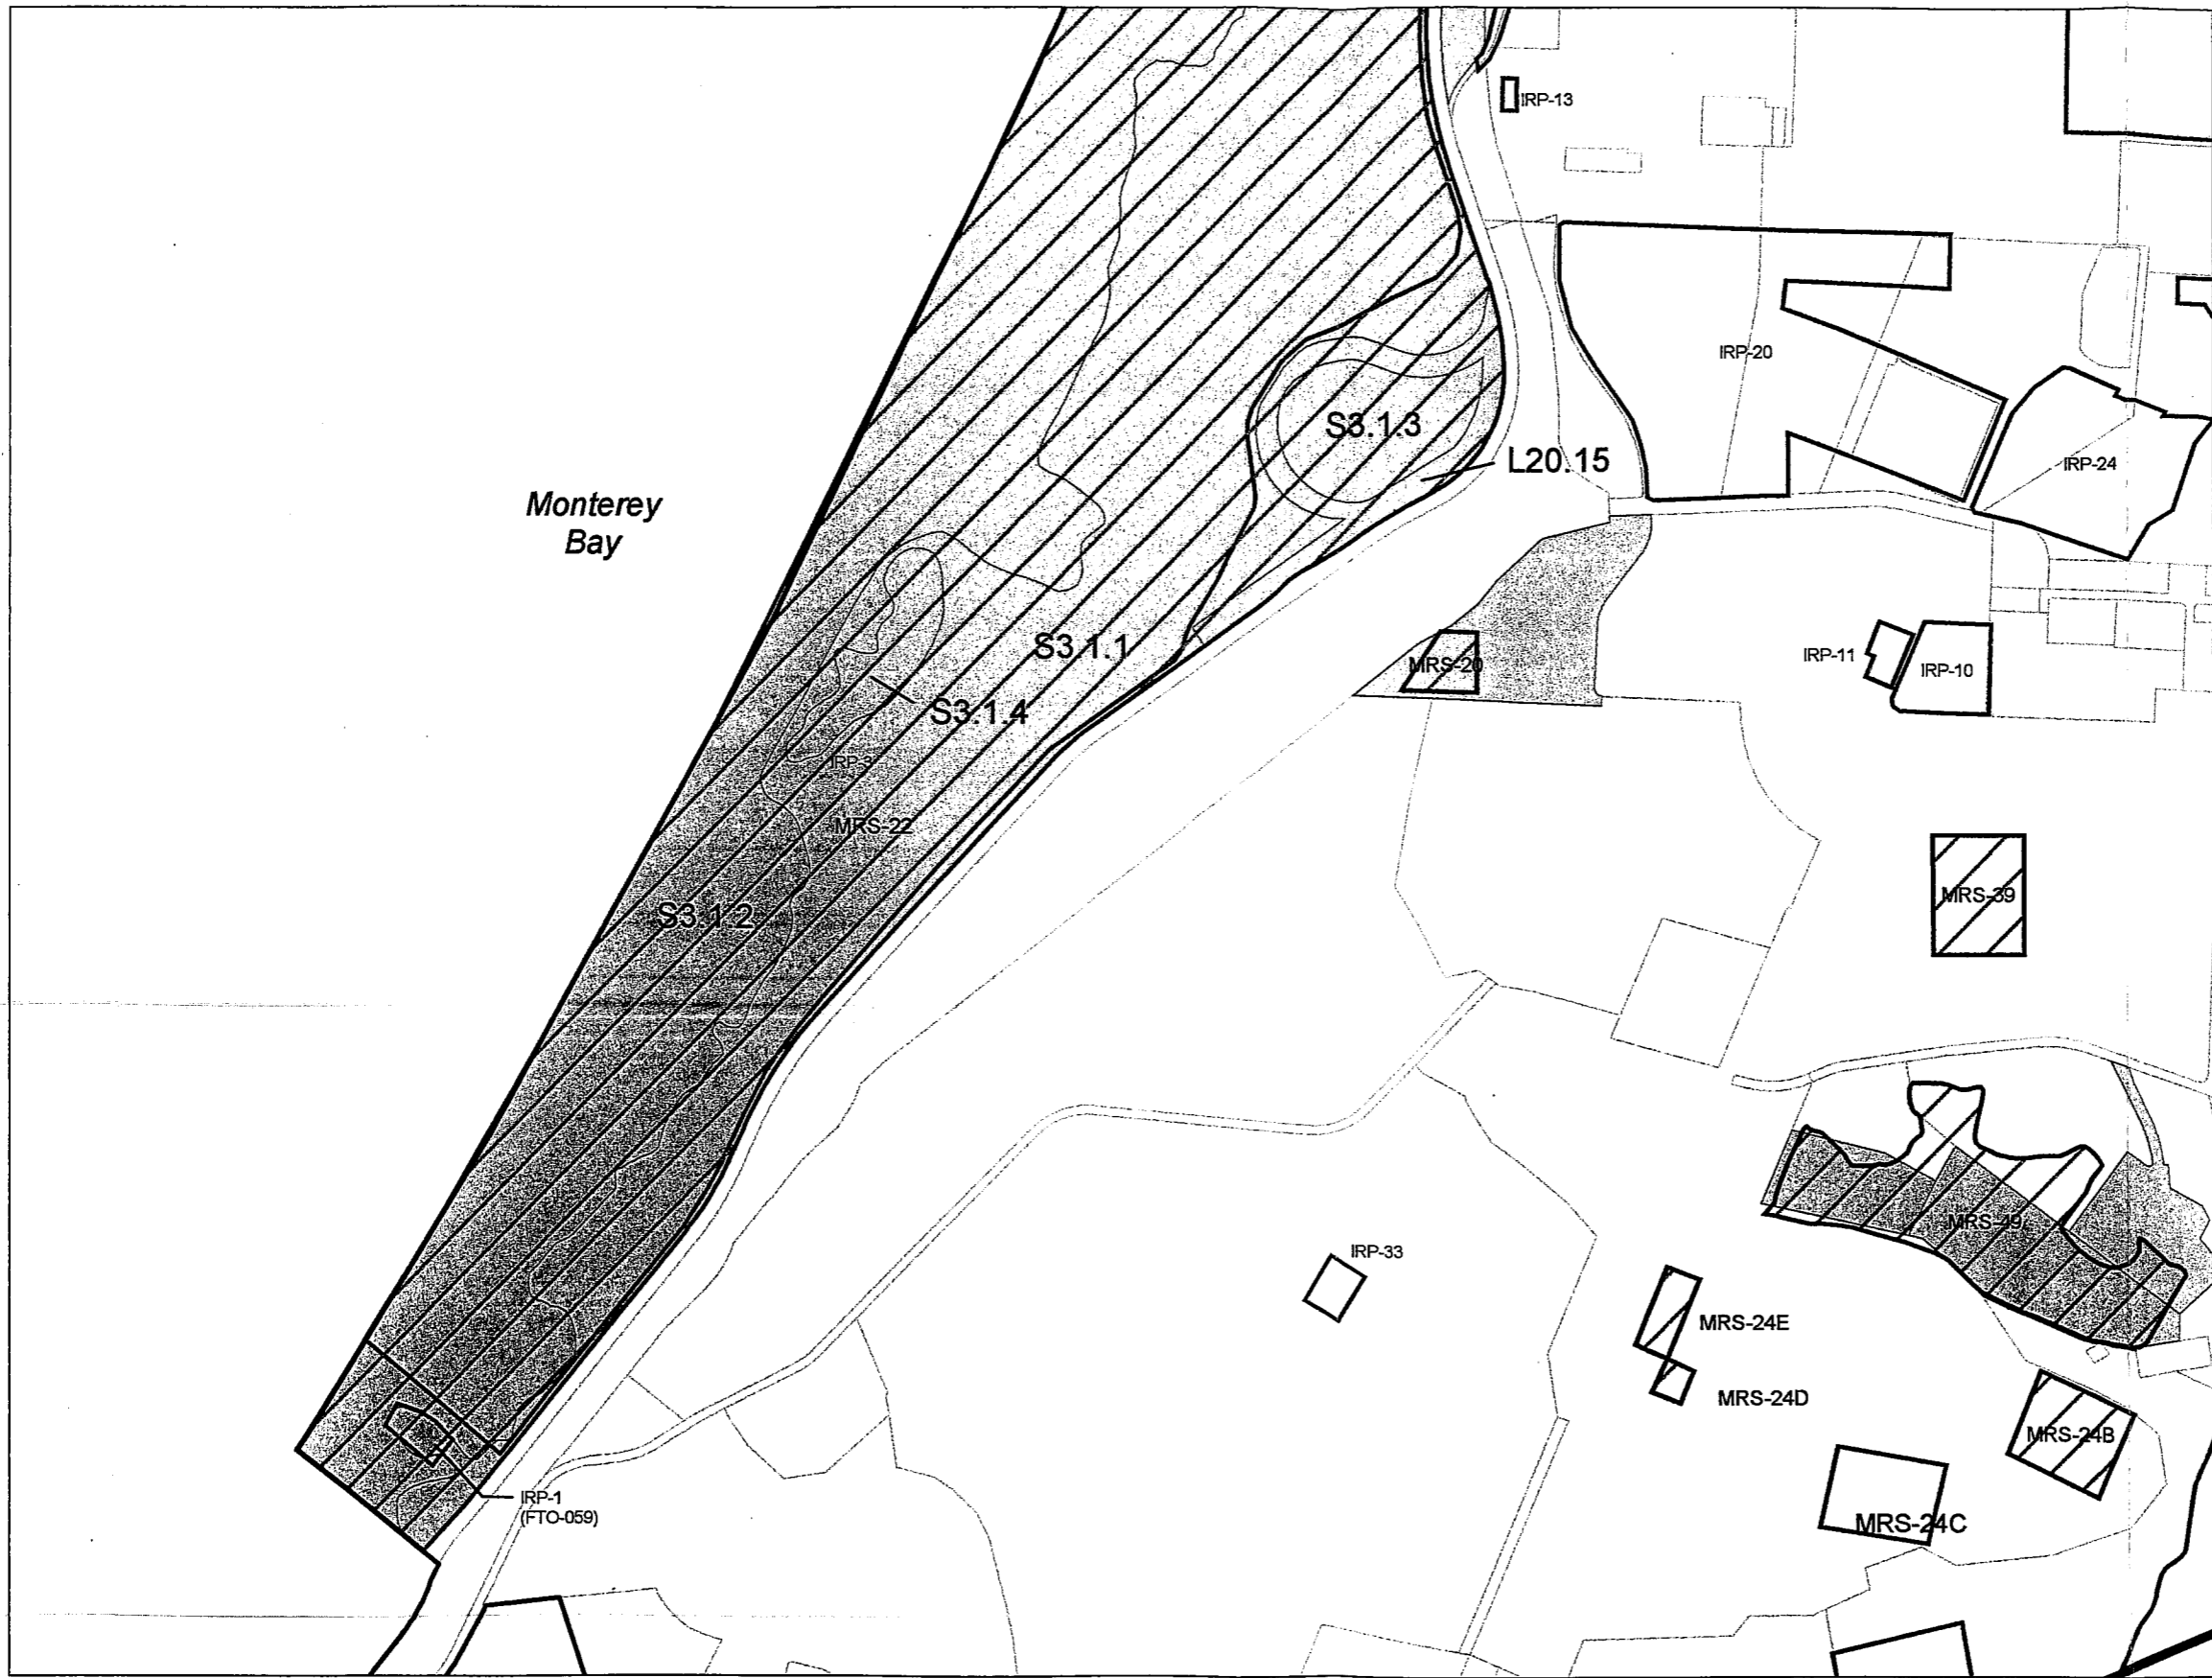 IRP-13
IRP-20
S3.1.3
L20.15
IRP-24
Monterey
Bay
S3.1.1
MRS-20
IRP-11
IRP-10
S3.1.4
IRP-3
MRS-22
MRS-39
S3.1.2
MRS-49
IRP-33
MRS-24E
MRS-24D
MRS-24B
IRP-1
(FTO-059)
MRS-24C